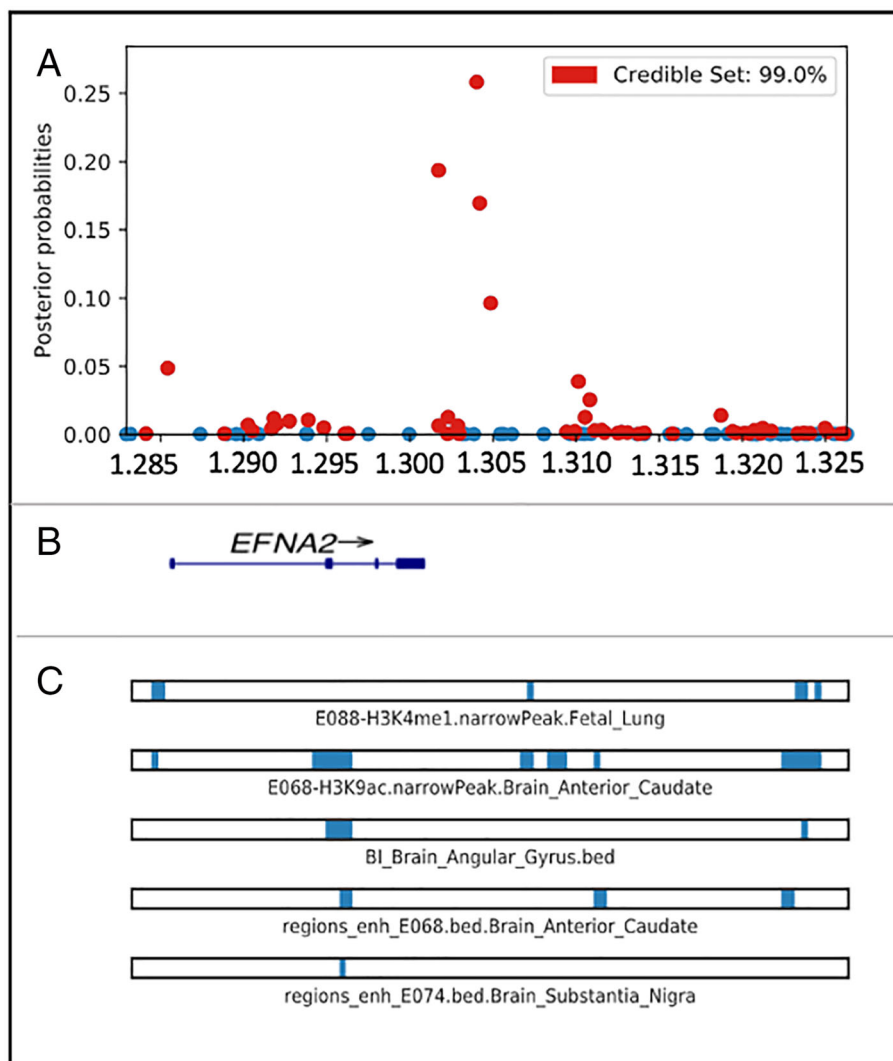 A
Credible Set: 99.0%
Posterior probabilities
0.25
0.20
0.15
0.10
0.05
0.00
1.285 1.290 1.295 1.300 1.305 1.310 1.315 1.320 1.325
B
EFNA2→
C
E088-H3K4me1.narrowPeak.Fetal_Lung
E068-H3K9ac.narrowPeak.Brain_Anterior_Caudate
BI_Brain_Angular_Gyrus.bed
regions_enh_E068.bed.Brain_Anterior_Caudate
regions_enh_E074.bed.Brain_Substantia_Nigra